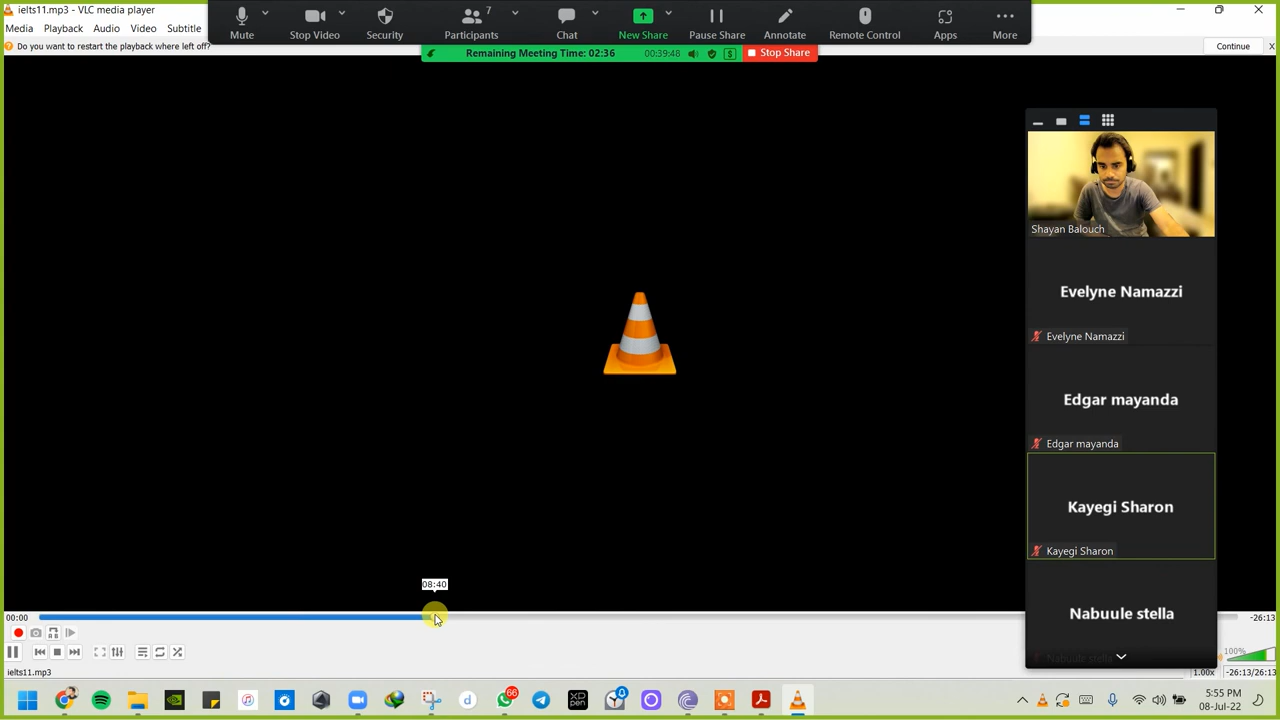 ielts11.mp3 - VLC media player
Media Playback Audio Video Subtitle
Do you want to restart the playback where left off?
Continue X
Mute
Stop Video
Security
7
Participants
Chat
New Share
Pause Share
Annotate
Remote Control
Apps
More
Remaining Meeting Time: 02:36
00:39:48
Stop Share
Shayan Balouch
Evelyne Namazzi
Evelyne Namazzi
Edgar mayanda
Edgar mayanda
Kayegi Sharon
Kayegi Sharon
Nabuule stella
Nabuule stella
08:40
00:00
-26:13
100%
ielts11.mp3
1.00x
-26:13/26:13
66
5:55 PM
08-Jul-22